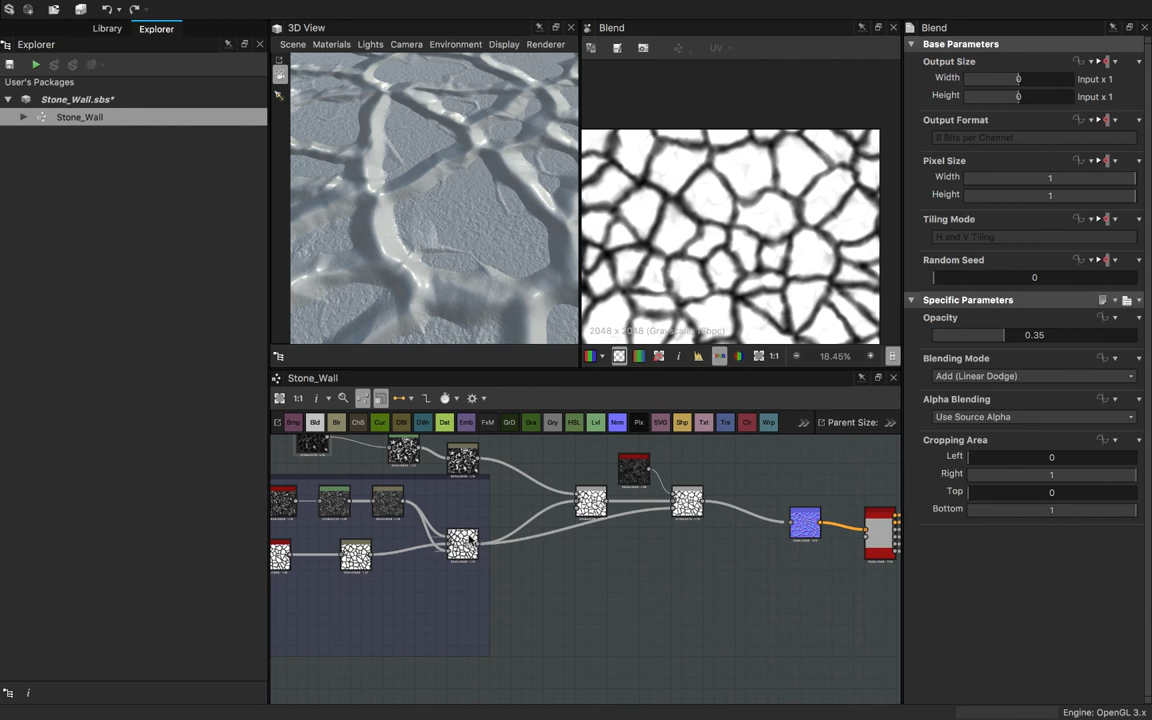 Library
Explorer
Explorer
User's Packages
Stone_Wall.sbs*
Stone_Wall
3D View
Scene Materials Lights Camera Environment Display Renderer
Blend
UV
18.45%
1:1
Stone_Wall
1:1
Bmp Bld Blr ChS Cur DBl DWr Dst Emb FxM GrD Gra Gry HSL Lvl Nrm Pix SVG Shp Txt Trs Clr Wrp
Parent Size:
Blend
Base Parameters
Output Size
Width 0 Input x 1
Height 0 Input x 1
Output Format
8 Bits per Channel
Pixel Size
Width 1
Height 1
Tiling Mode
H and V Tiling
Random Seed
0
Specific Parameters
Opacity
0.35
Blending Mode
Add (Linear Dodge)
Alpha Blending
Use Source Alpha
Cropping Area
Left 0
Right 1
Top 0
Bottom 1
Engine: OpenGL 3.x